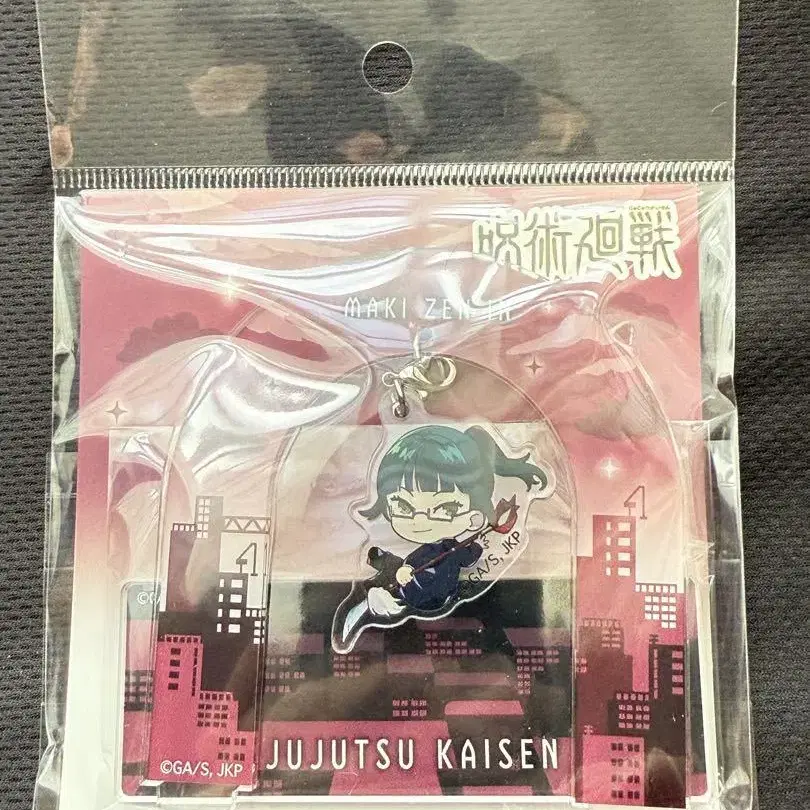 呪術廻戦
MAKI ZEN'IN
©GA/S, JKP
JUJUTSU KAISEN
©GA/S, JKP